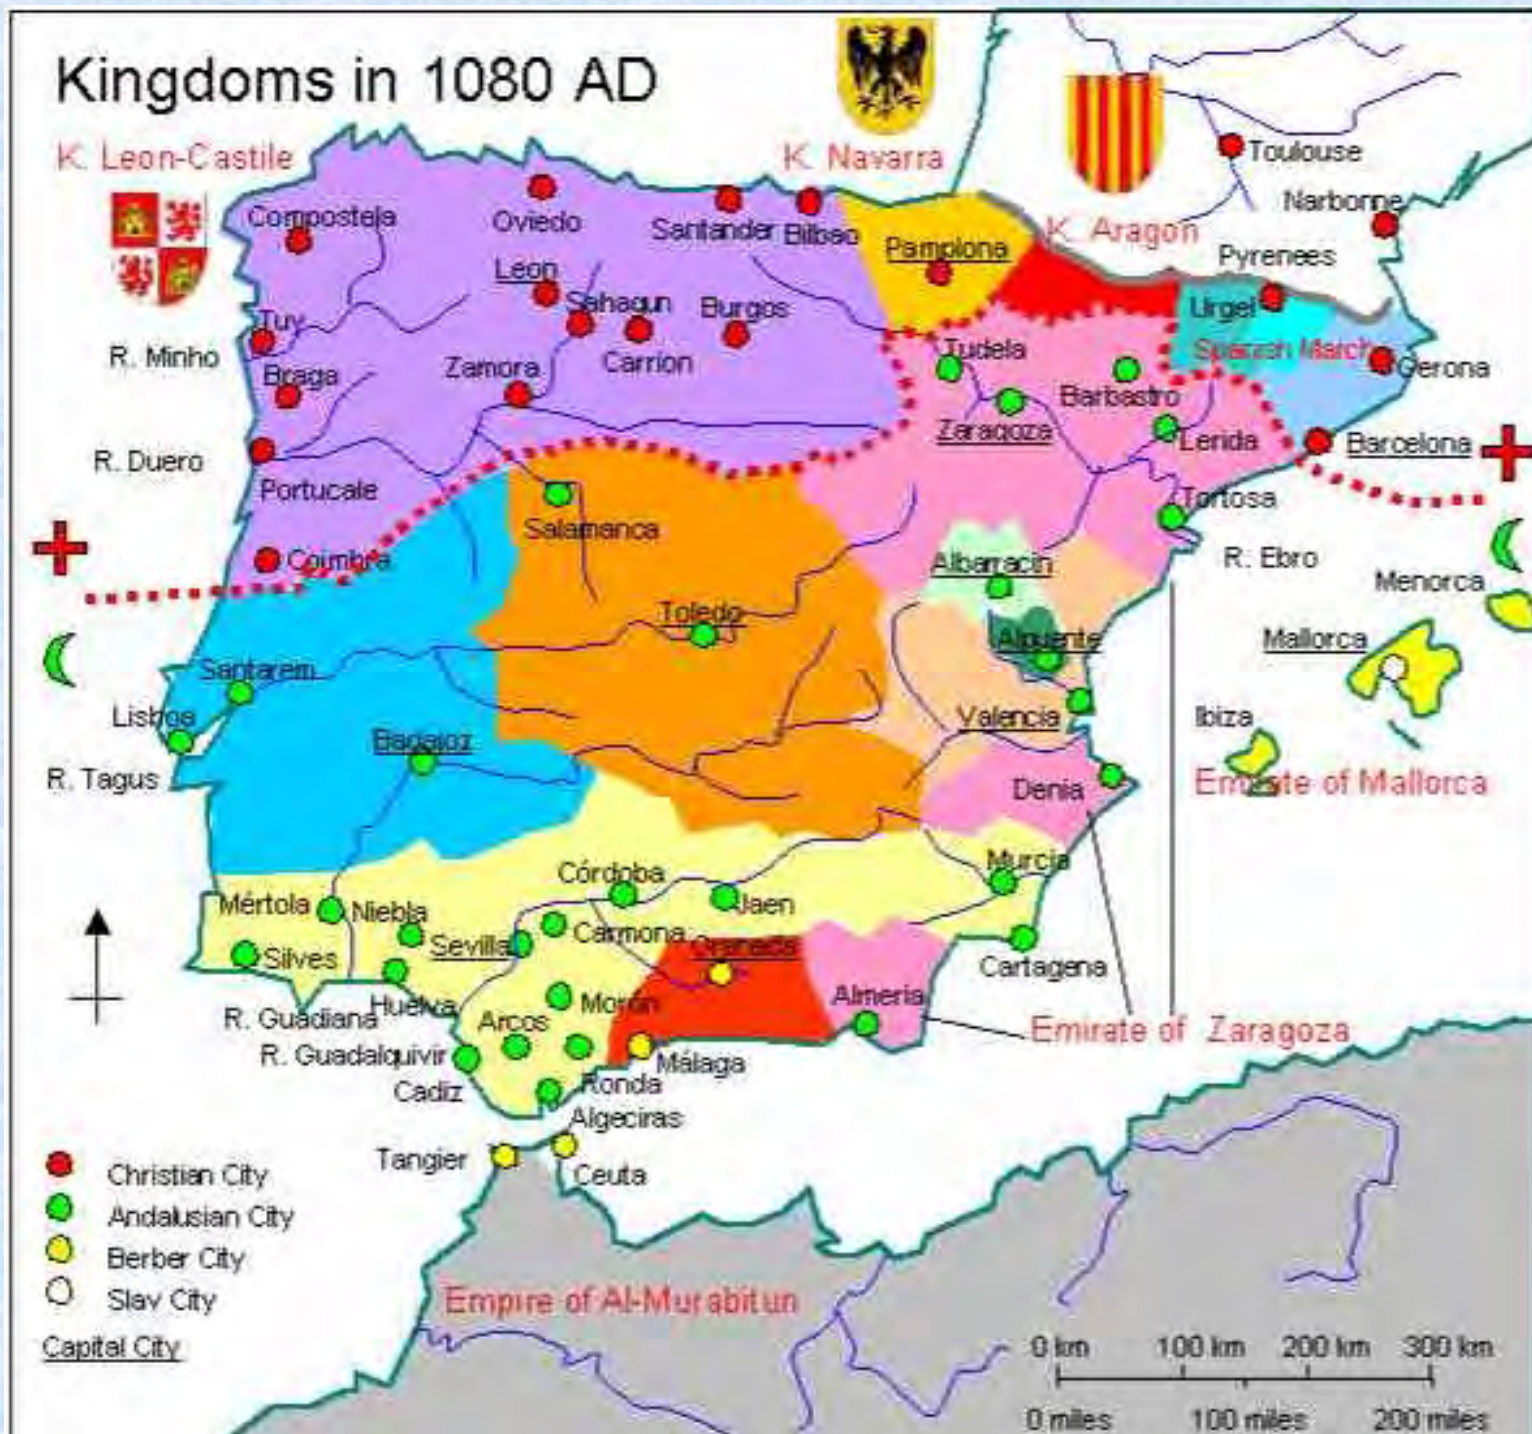 Kingdoms in 1080 AD
K. Leon-Castile
K. Navarra
K. Aragon
Toulouse
Narbonne
Pyrenees
Compostela
Oviedo
Santander
Bilbao
Pamplona
Leon
Sahagun
Burgos
Carrion
Urgel
Spanish March
Gerona
Tuy
R. Minho
Braga
Zamora
Tudela
Barbastro
Zaragoza
Lerida
Barcelona
R. Duero
Portucale
Salamanca
Tortosa
Coimbra
Albarracin
R. Ebro
Menorca
Toledo
Alpuente
Mallorca
Santarem
Lisboa
Valencia
Ibiza
Badajoz
R. Tagus
Denia
Emirate of Mallorca
Córdoba
Murcia
Mértola
Niebla
Jaen
Sevilla
Carmona
Granada
Silves
Cartagena
Huelva
Morón
Almería
R. Guadiana
Arcos
Emirate of Zaragoza
R. Guadalquivir
Málaga
Cadiz
Ronda
Algeciras
Tangier
Ceuta
Christian City
Andalusian City
Berber City
Slav City
Capital City
Empire of Al-Murabitun
0 km 100 km 200 km 300 km
0 miles 100 miles 200 miles